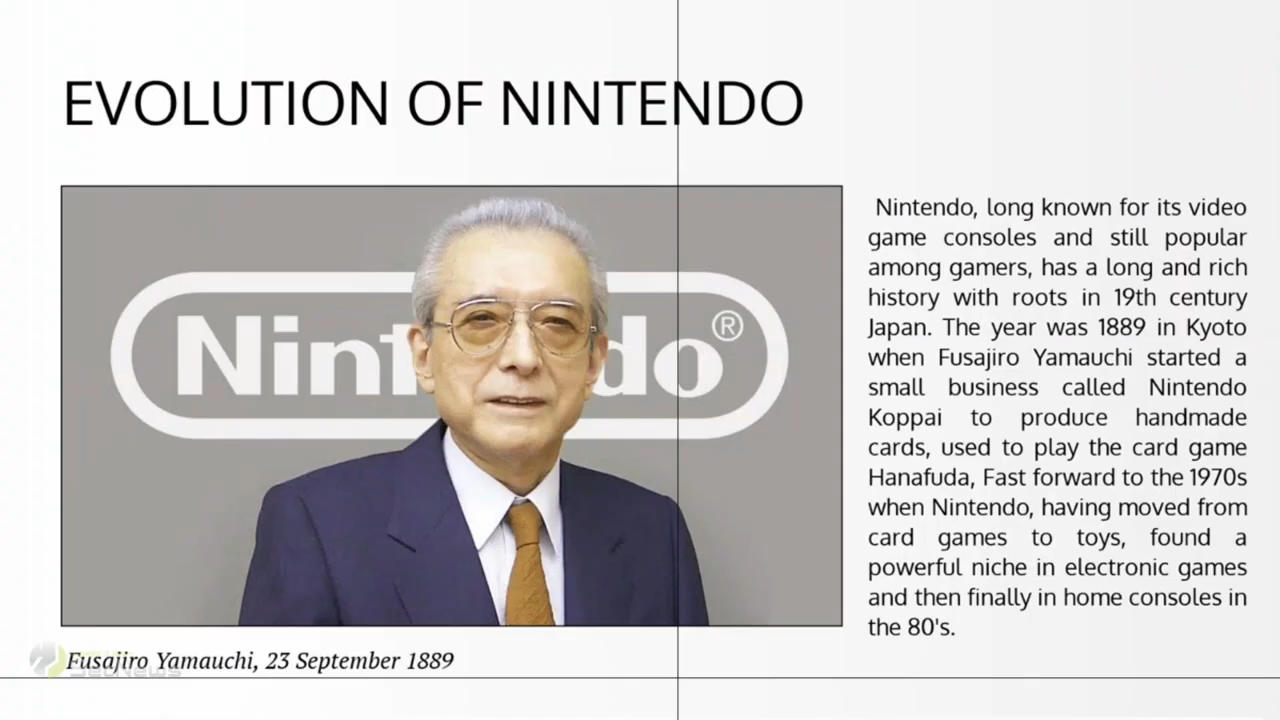 EVOLUTION OF NINTENDO
Nintendo®
Nintendo, long known for its video
game consoles and still popular
among gamers, has a long and rich
history with roots in 19th century
Japan. The year was 1889 in Kyoto
when Fusajiro Yamauchi started a
small business called Nintendo
Koppai to produce handmade
cards, used to play the card game
Hanafuda, Fast forward to the 1970s
when Nintendo, having moved from
card games to toys, found a
powerful niche in electronic games
and then finally in home consoles in
the 80's.
Fusajiro Yamauchi, 23 September 1889